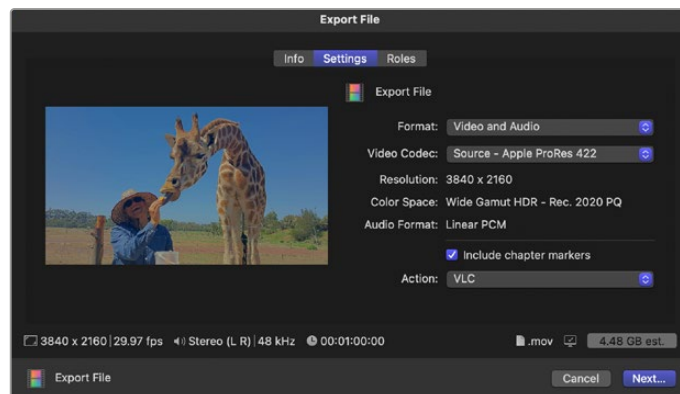 Export File
Info Settings Roles
Export File
Format: Video and Audio
Video Codec: Source - Apple ProRes 422
Resolution: 3840 x 2160
Color Space: Wide Gamut HDR - Rec. 2020 PQ
Audio Format: Linear PCM
Include chapter markers
Action: VLC
3840 x 2160 | 29.97 fps Stereo (L R) | 48 kHz 00:01:00:00 .mov 4.48 GB est.
Export File Cancel Next...